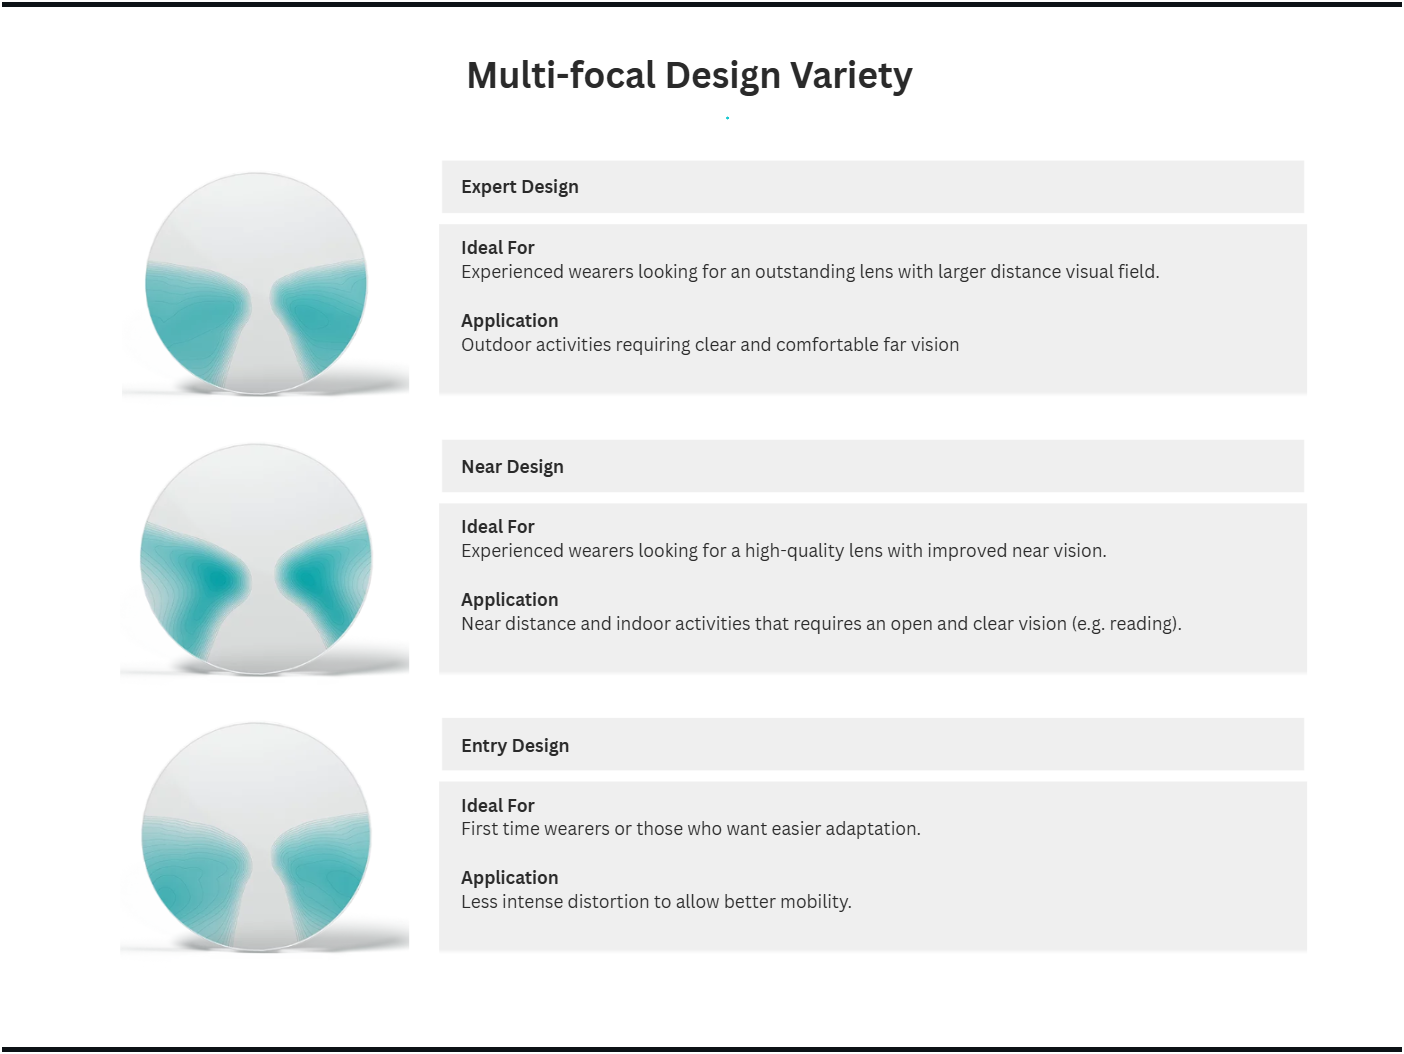 Multi-focal Design Variety
Expert Design
Ideal For
Experienced wearers looking for an outstanding lens with larger distance visual field.
Application
Outdoor activities requiring clear and comfortable far vision
Near Design
Ideal For
Experienced wearers looking for a high-quality lens with improved near vision.
Application
Near distance and indoor activities that requires an open and clear vision (e.g. reading).
Entry Design
Ideal For
First time wearers or those who want easier adaptation.
Application
Less intense distortion to allow better mobility.